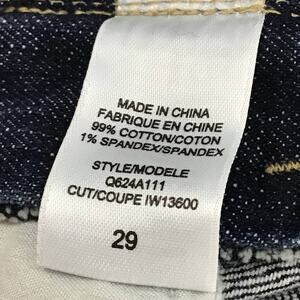 MADE IN CHINA
FABRIQUE EN CHINE
99% COTTON/COTON
1% SPANDEX/SPANDEX
STYLE/MODELE
Q624A111
CUT/COUPE IW13600
29